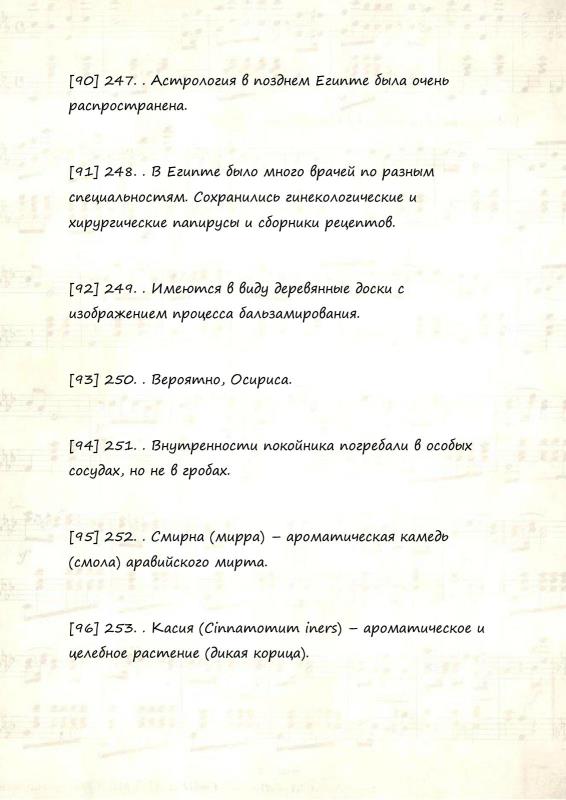 [90] 247. . Астрология в позднем Египте была очень
распространена.
[91] 248. . В Египте было много врачей по разным
специальностям. Сохранились гинекологические и
хирургические папирусы и сборники рецептов.
[92] 249. . Имеются в виду деревянные доски с
изображением процесса бальзамирования.
[93] 250. . Вероятно, Осириса.
[94] 251. . Внутренности покойника погребали в особых
сосудах, но не в гробах.
[95] 252. . Смирна (мирра) – ароматическая камедь
(смола) аравийского мирта.
[96] 253. . Касия (Cinnamomum iners) – ароматическое и
целебное растение (дикая корица).